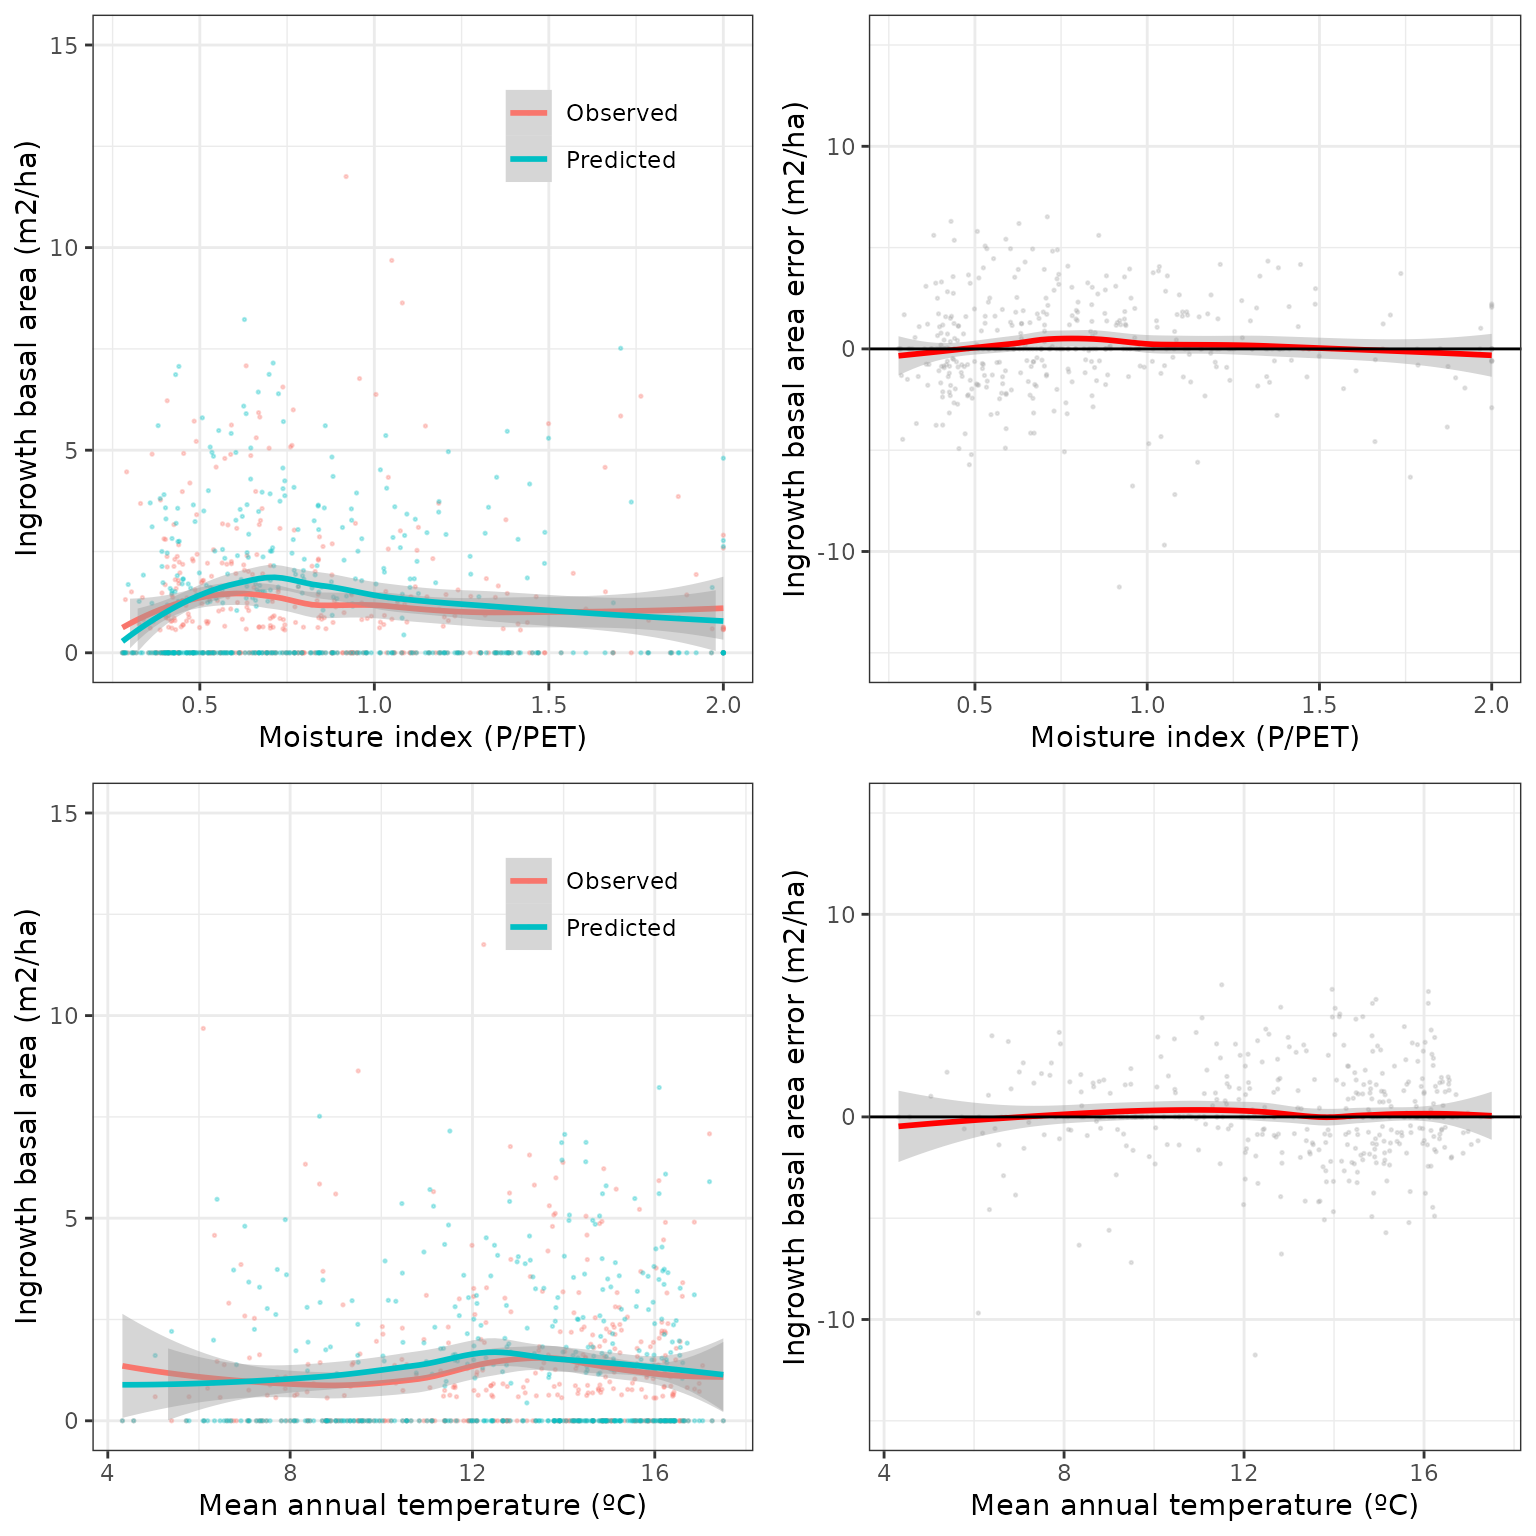 Ingrowth basal area (m2/ha)
15
10
5
0
Observed
Predicted
0.5 1.0 1.5 2.0
Moisture index (P/PET)
Ingrowth basal area error (m2/ha)
10
0
-10
0.5 1.0 1.5 2.0
Moisture index (P/PET)
Ingrowth basal area (m2/ha)
15
10
5
0
Observed
Predicted
4 8 12 16
Mean annual temperature (ºC)
Ingrowth basal area error (m2/ha)
10
0
-10
4 8 12 16
Mean annual temperature (ºC)